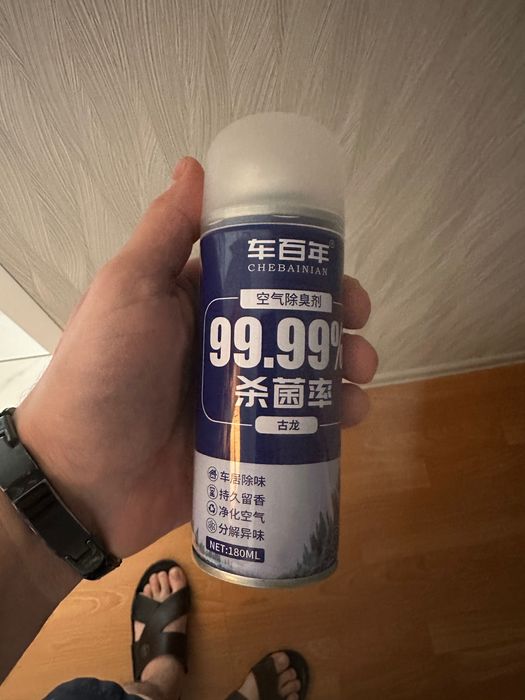 车百年®
CHEBAINIAN
空气除臭剂
99.99%
杀菌率
古龙
车居除味
持久留香
净化空气
分解异味
NET:180ML